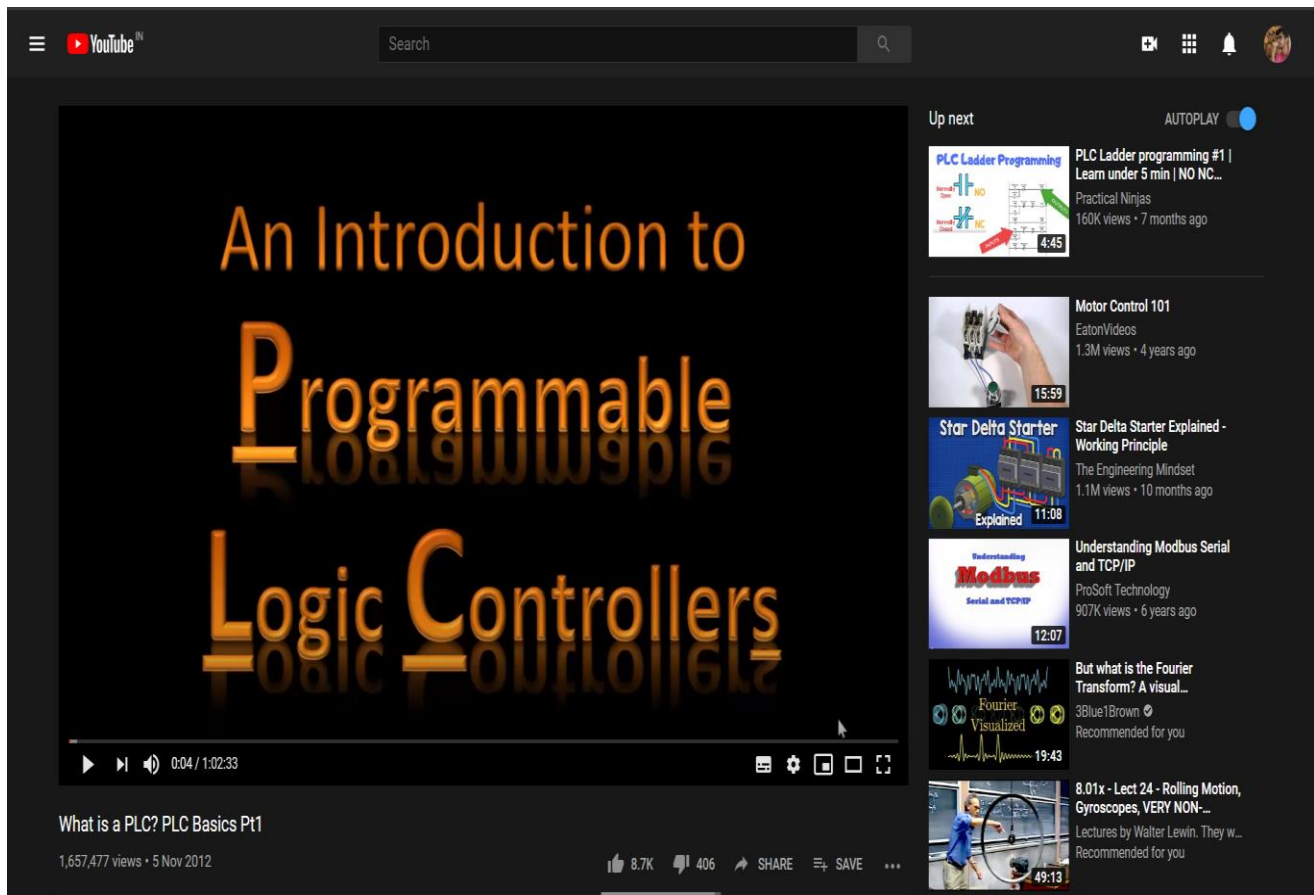 YouTube IN
Search
An Introduction to
Programmable
Logic Controllers
0:04 / 1:02:33
What is a PLC? PLC Basics Pt1
1,657,477 views • 5 Nov 2012
8.7K 406 SHARE SAVE
Up next AUTOPLAY
PLC Ladder Programming
Normally
Open
NO
Normally
Closed
NC
INPUTS
OUTPUTS
4:45
PLC Ladder programming #1 |
Learn under 5 min | NO NC...
Practical Ninjas
160K views • 7 months ago
15:59
Motor Control 101
EatonVideos
1.3M views • 4 years ago
Star Delta Starter
Explained
11:08
Star Delta Starter Explained -
Working Principle
The Engineering Mindset
1.1M views • 10 months ago
Understanding
Modbus
Serial and TCP/IP
12:07
Understanding Modbus Serial
and TCP/IP
ProSoft Technology
907K views • 6 years ago
Fourier
Visualized
19:43
But what is the Fourier
Transform? A visual...
3Blue1Brown
Recommended for you
49:13
8.01x - Lect 24 - Rolling Motion,
Gyroscopes, VERY NON-...
Lectures by Walter Lewin. They w...
Recommended for you